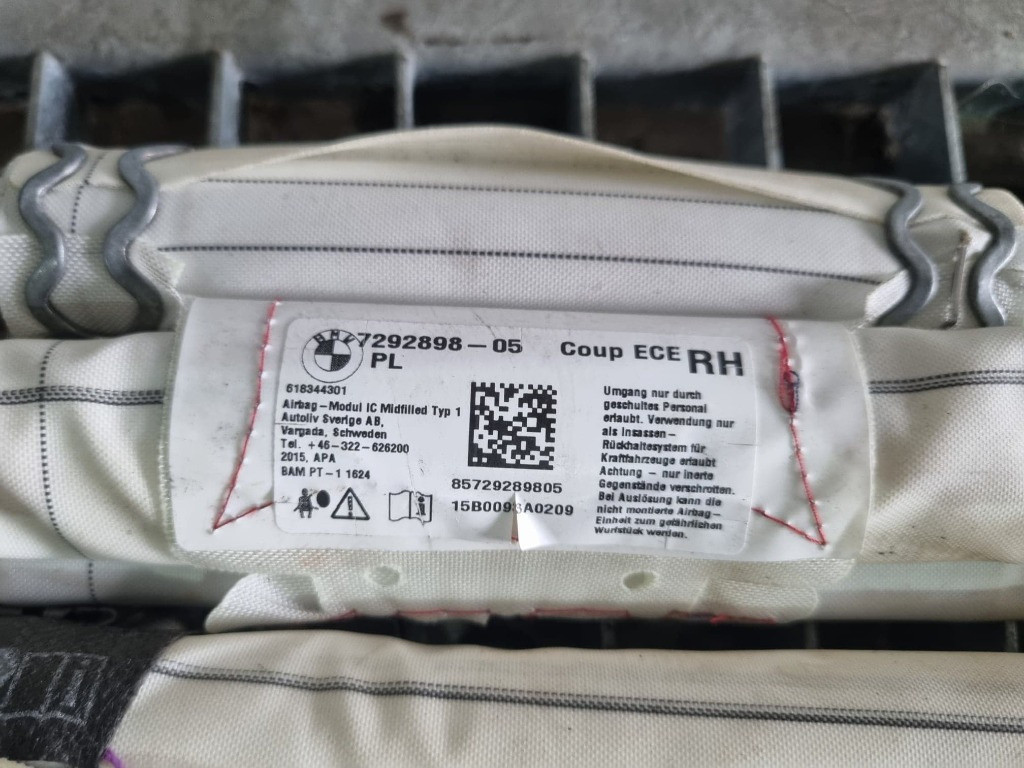 BMW
7292898-05 Coup ECE RH
PL
618344301
Airbag-Modul IC Midfilled Typ 1
Autoliv Sverige AB,
Vargada, Schweden
Tel. +46-322-626200
2015, APA
BAM PT-1 1624
85729289805
15B0093A0209
Umgang nur durch
geschultes Personal
erlaubt. Verwendung nur
als Insassen-
Rückhaltesystem für
Kraftfahrzeuge erlaubt
Achtung - nur inerte
Gegenstände verschrotten.
Bei Auslösung kann die
nicht montierte Airbag-
Einheit zum gefährlichen
Wurfstück werden.